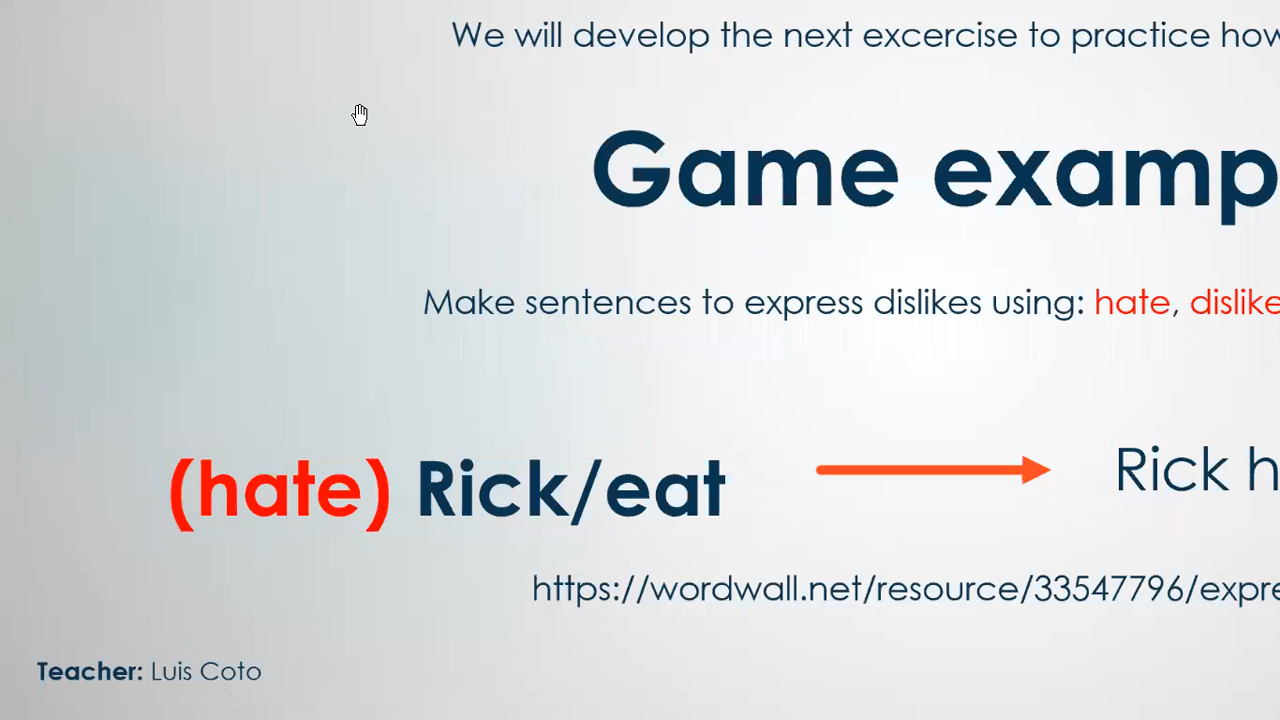 We will develop the next excercise to practice how
Game examp
Make sentences to express dislikes using: hate, dislike
(hate) Rick/eat
Rick h
https://wordwall.net/resource/33547796/expre
Teacher: Luis Coto